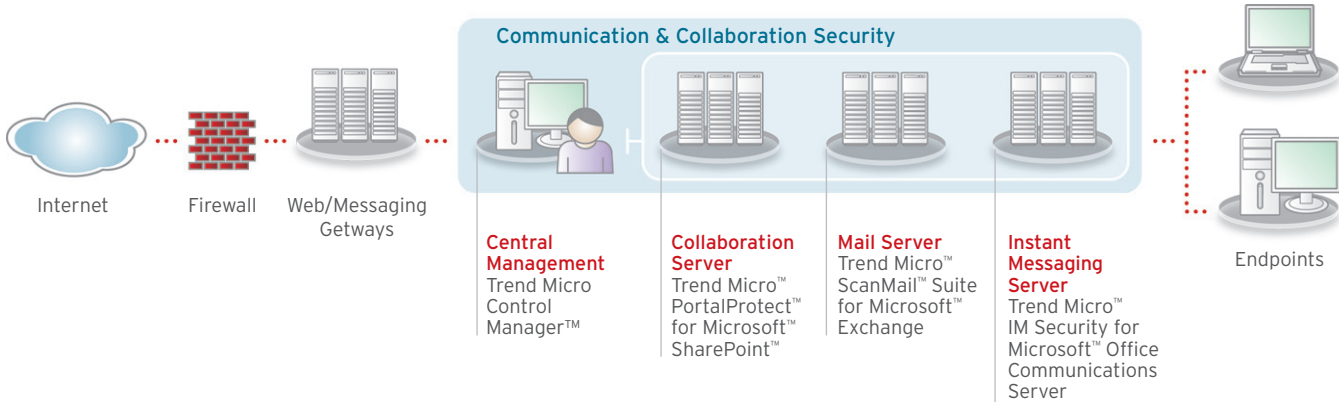 Communication & Collaboration Security
Internet
Firewall
Web/Messaging
Getways
Central
Management
Trend Micro
Control
Manager™
Collaboration
Server
Trend Micro™
PortalProtect™
for Microsoft™
SharePoint™
Mail Server
Trend Micro™
ScanMail™ Suite
for Microsoft™
Exchange
Instant
Messaging
Server
Trend Micro™
IM Security for
Microsoft™ Office
Communications
Server
Endpoints